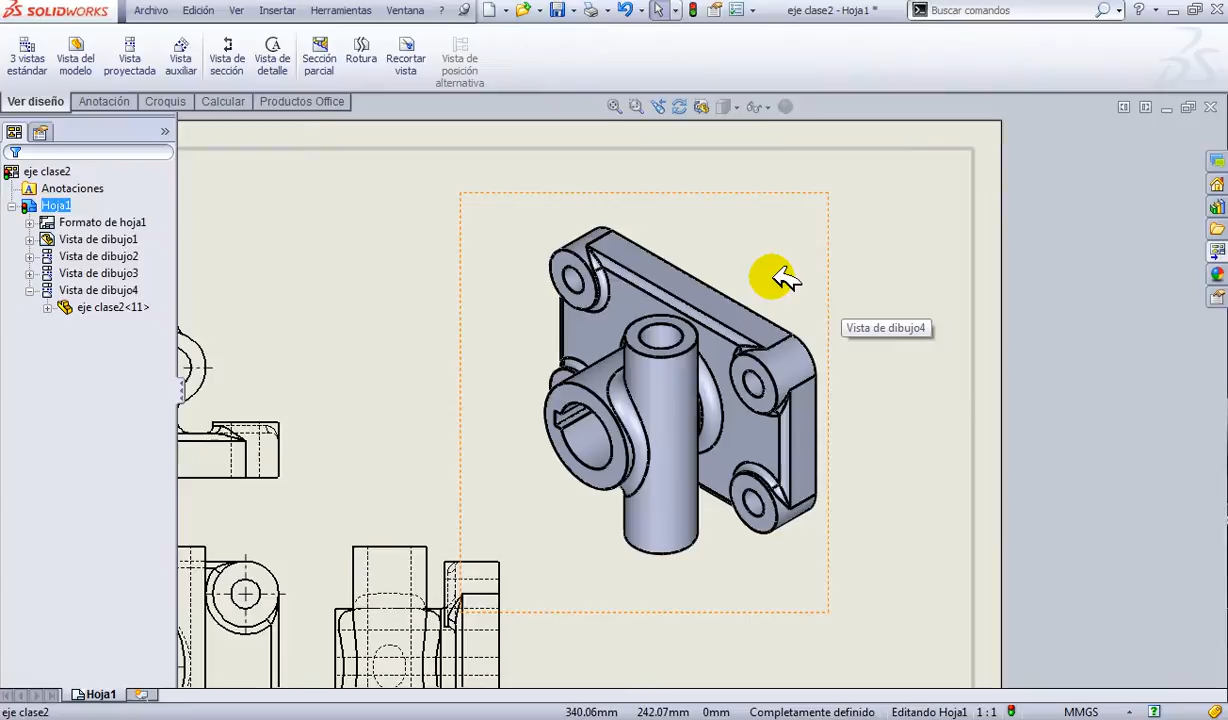 SOLIDWORKS Archivo Edición Ver Insertar Herramientas Ventana ? eje clase2 - Hoja1 * Buscar comandos ?
3 vistas estándar
Vista del modelo
Vista proyectada
Vista auxiliar
Vista de sección
Vista de detalle
Sección parcial
Rotura
Recortar vista
Vista de posición alternativa
Ver diseño Anotación Croquis Calcular Productos Office
»
eje clase2
A Anotaciones
Hoja1
Formato de hoja1
Vista de dibujo1
Vista de dibujo2
Vista de dibujo3
Vista de dibujo4
eje clase2<11>
Vista de dibujo4
Hoja1
eje clase2 340.06mm 242.07mm 0mm Completamente definido Editando Hoja1 1 : 1 MMGS ?